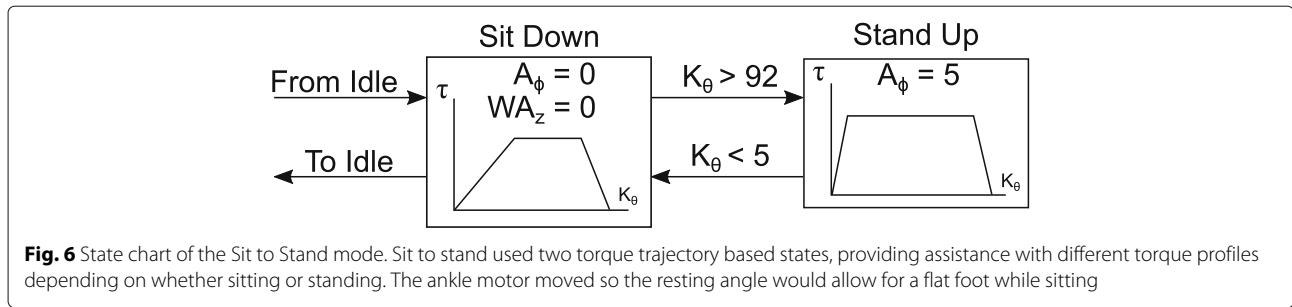 Sit Down
Stand Up
From Idle
To Idle
τ
A_ϕ = 0
WA_z = 0
K_θ
K_θ > 92
K_θ < 5
τ
A_ϕ = 5
K_θ
Fig. 6 State chart of the Sit to Stand mode. Sit to stand used two torque trajectory based states, providing assistance with different torque profiles
depending on whether sitting or standing. The ankle motor moved so the resting angle would allow for a flat foot while sitting